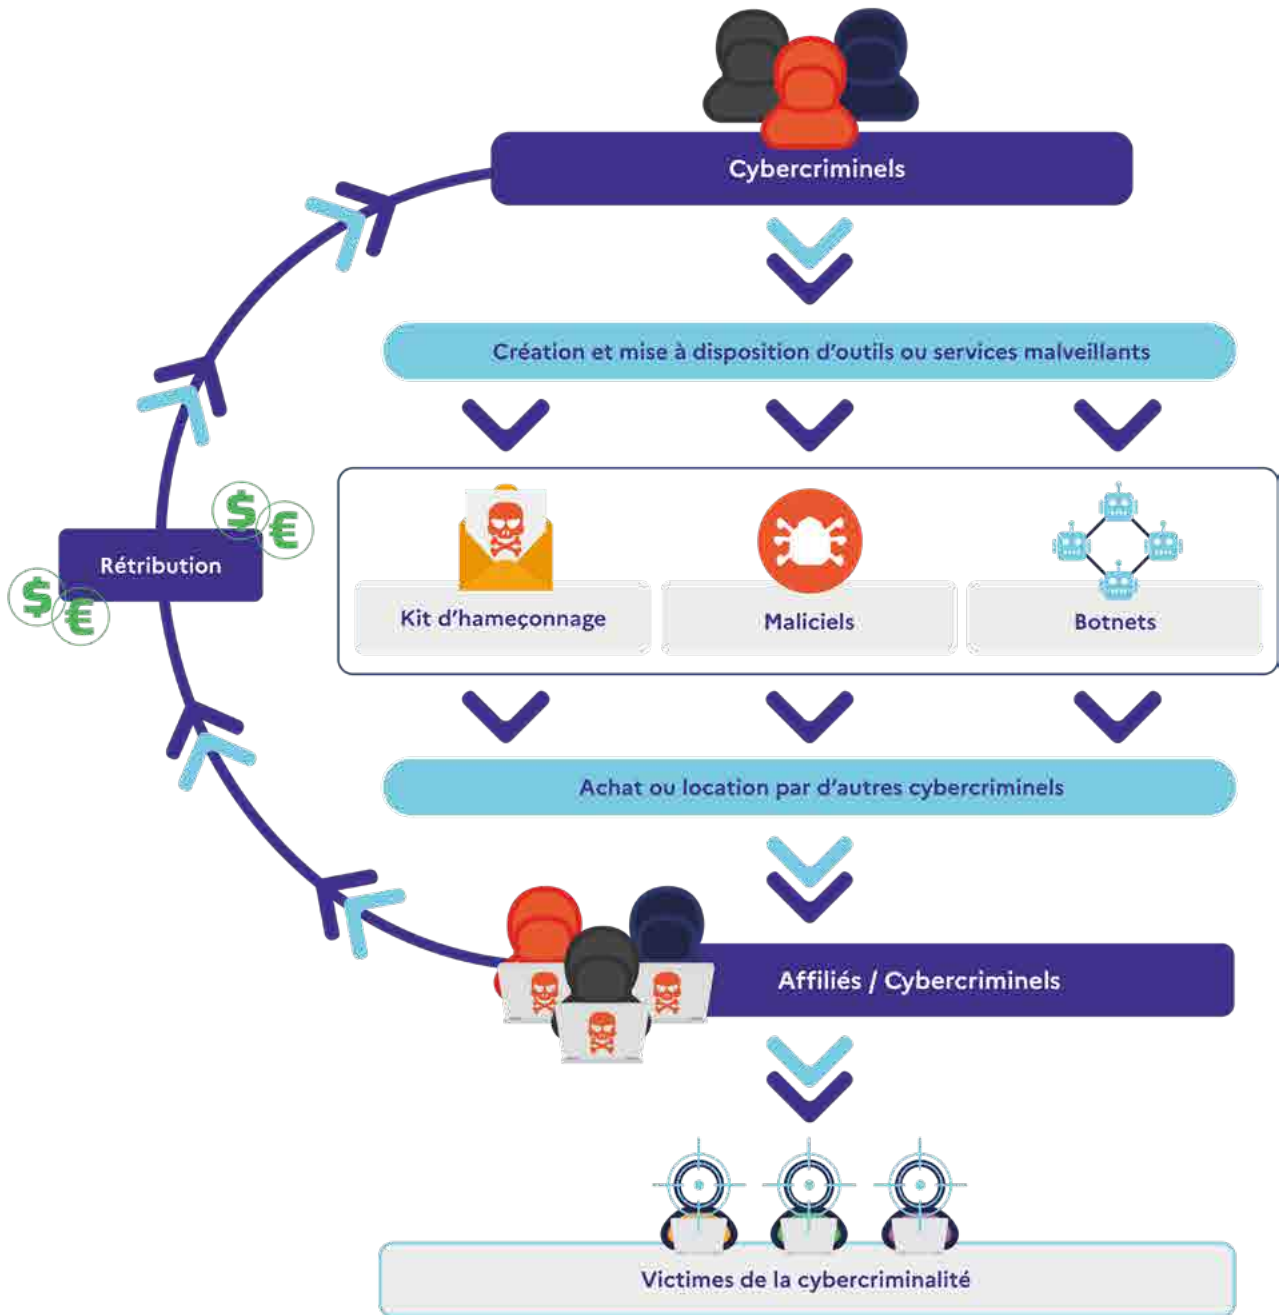 Cybercriminels
Création et mise à disposition d'outils ou services malveillants
$ €
Rétribution
$ €
Kit d'hameçonnage
Maliciels
Botnets
Achat ou location par d'autres cybercriminels
Affiliés / Cybercriminels
Victimes de la cybercriminalité